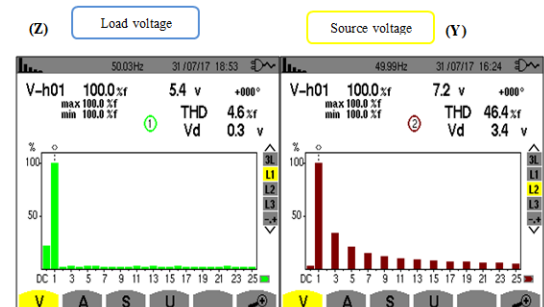 (Z) Load voltage
Source voltage (Y)
50.03Hz 31/07/17 18:53
V-h01 100.0%f 5.4 V +000°
max 100.0 %f
min 100.0 %f
THD 4.6%f
Vd 0.3 V
1
%
100
50
DC 1 3 5 7 9 11 13 15 17 19 21 23 25
3L
L1
L2
L3
-.+
V A S U
49.99Hz 31/07/17 16:24
V-h01 100.0%f 7.2 V +000°
max 100.0 %f
min 100.0 %f
THD 46.4%f
Vd 3.4 V
2
%
100
50
DC 1 3 5 7 9 11 13 15 17 19 21 23 25
3L
L1
L2
L3
-.+
V A S U